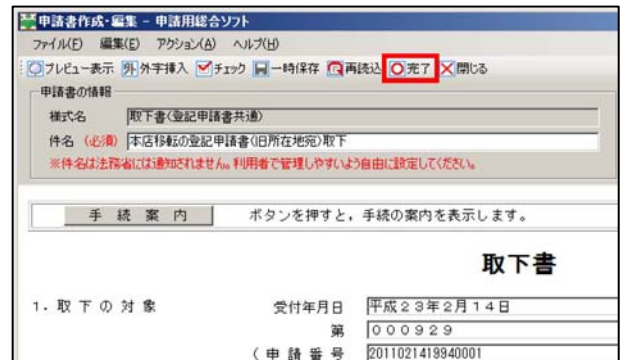 申請書作成・編集 - 申請用総合ソフト
ファイル(F) 編集(E) アクション(A) ヘルプ(H)
プレビュー表示 外 外字挿入 チェック 一時保存 再読込 完了 閉じる
申請書の情報
様式名 取下書(登記申請書共通)
件名 (必須) 本店移転の登記申請書(旧所在地宛)取下
※件名は法務省には通知されません。利用者で管理しやすいよう自由に設定してください。
手続案内 ボタンを押すと，手続の案内を表示します。
取下書
1．取下の対象 受付年月日 平成23年2月14日
第 000929
(申請番号 2011021419940001